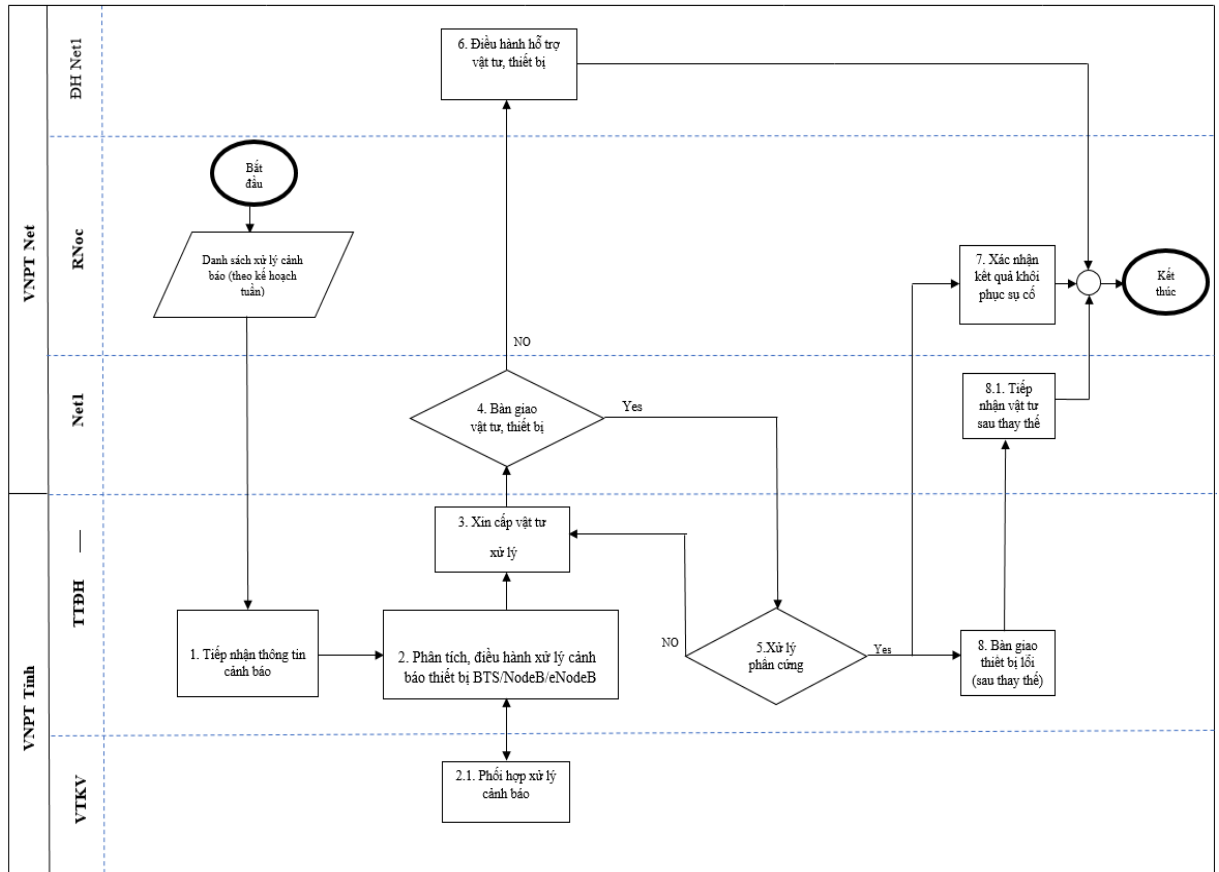 VNPT Net
ĐH Net1
6. Điều hành hỗ trợ
vật tư, thiết bị
RNoc
Bắt
đầu
Danh sách xử lý cảnh
báo (theo kế hoạch
tuần)
7. Xác nhận
kết quả khôi
phục sự cố
Kết
thúc
NO
Net1
4. Bàn giao
vật tư, thiết bị
Yes
8.1. Tiếp
nhận vật tư
sau thay thế
VNPT Tỉnh
TTĐH
3. Xin cấp vật tư
xử lý
1. Tiếp nhận thông tin
cảnh báo
2. Phân tích, điều hành xử lý cảnh
báo thiết bị BTS/NodeB/eNodeB
NO
5.Xử lý
phần cứng
Yes
8. Bàn giao
thiết bị lỗi
(sau thay thế)
VTKV
2.1. Phối hợp xử lý
cảnh báo